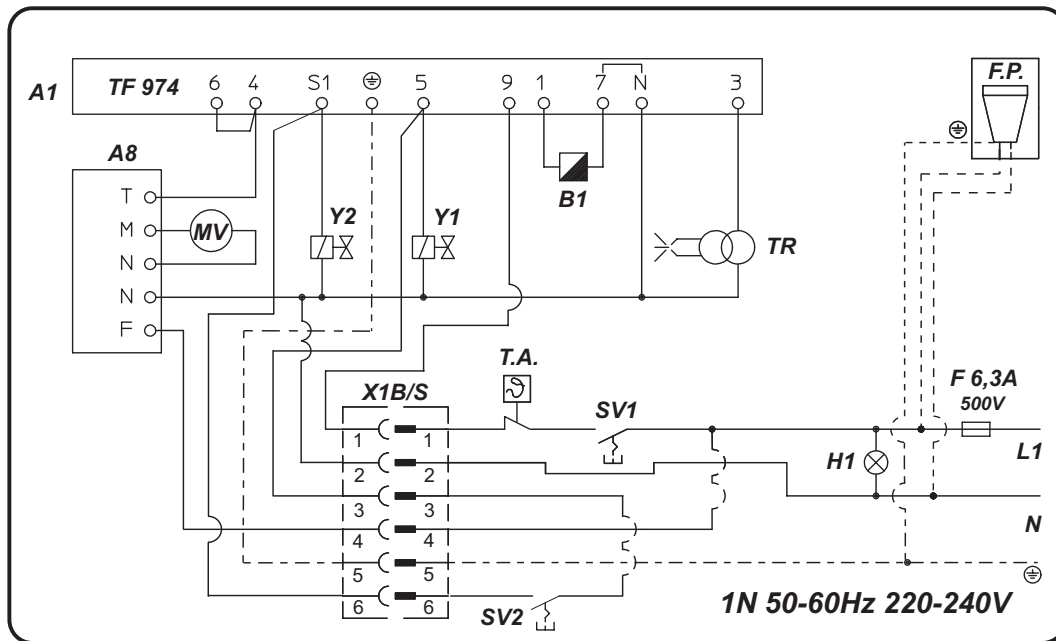 A1 TF 974 6 4 S1 5 9 1 7 N 3 F.P.
A8
T
M MV
N
N
F
Y2 Y1 B1 TR
T.A.
X1B/S
SV1
F 6,3A
500V
H1
L1
N
1 1
2 2
3 3
4 4
5 5
6 6
SV2
1N 50-60Hz 220-240V